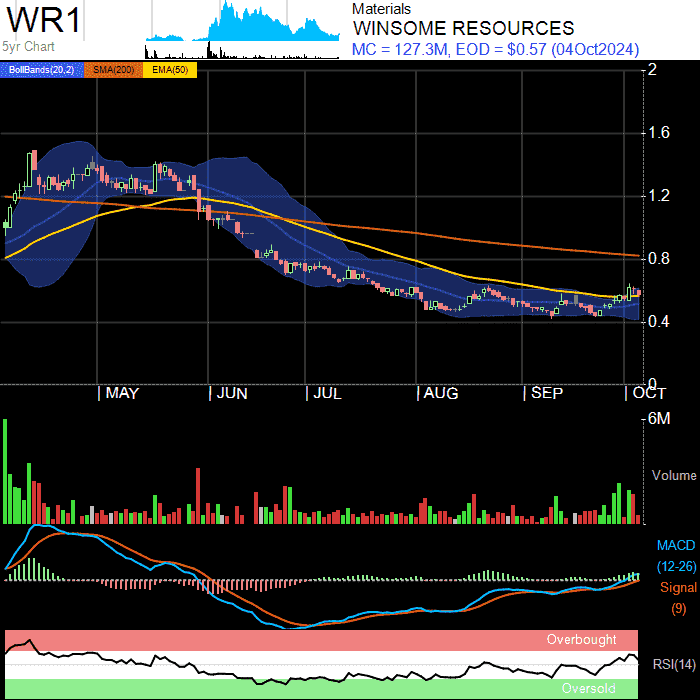 WR1
5yr Chart
Materials
WINSOME RESOURCES
MC = 127.3M, EOD = $0.57 (04Oct2024)
BollBands(20,2) SMA(200) EMA(50)
2
1.6
1.2
0.8
0.4
0
MAY JUN JUL AUG SEP OCT
6M
Volume
MACD
(12-26)
Signal
(9)
Overbought
RSI(14)
Oversold